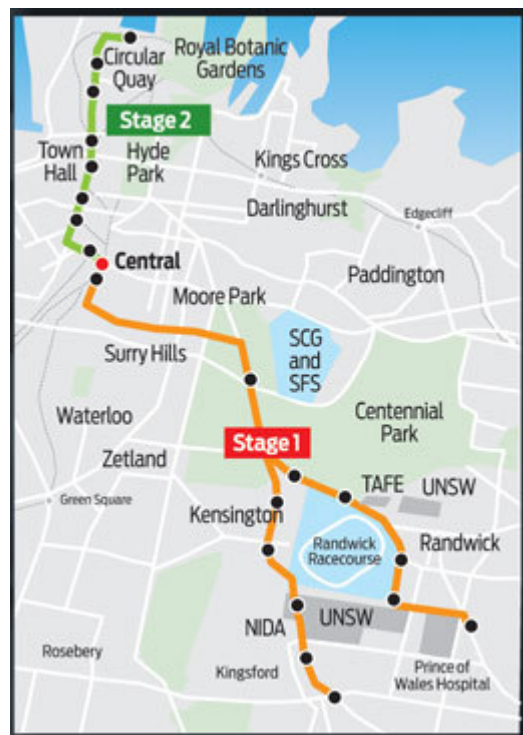 Circular
Quay
Royal Botanic
Gardens
Stage 2
Town
Hall
Hyde
Park
Kings Cross
Darlinghurst
Edgecliff
Central
Paddington
Moore Park
Surry Hills
SCG
and
SFS
Waterloo
Centennial
Park
Stage 1
Zetland
Green Square
TAFE
UNSW
Kensington
Randwick
Racecourse
Randwick
NIDA
UNSW
Rosebery
Kingsford
Prince of
Wales Hospital